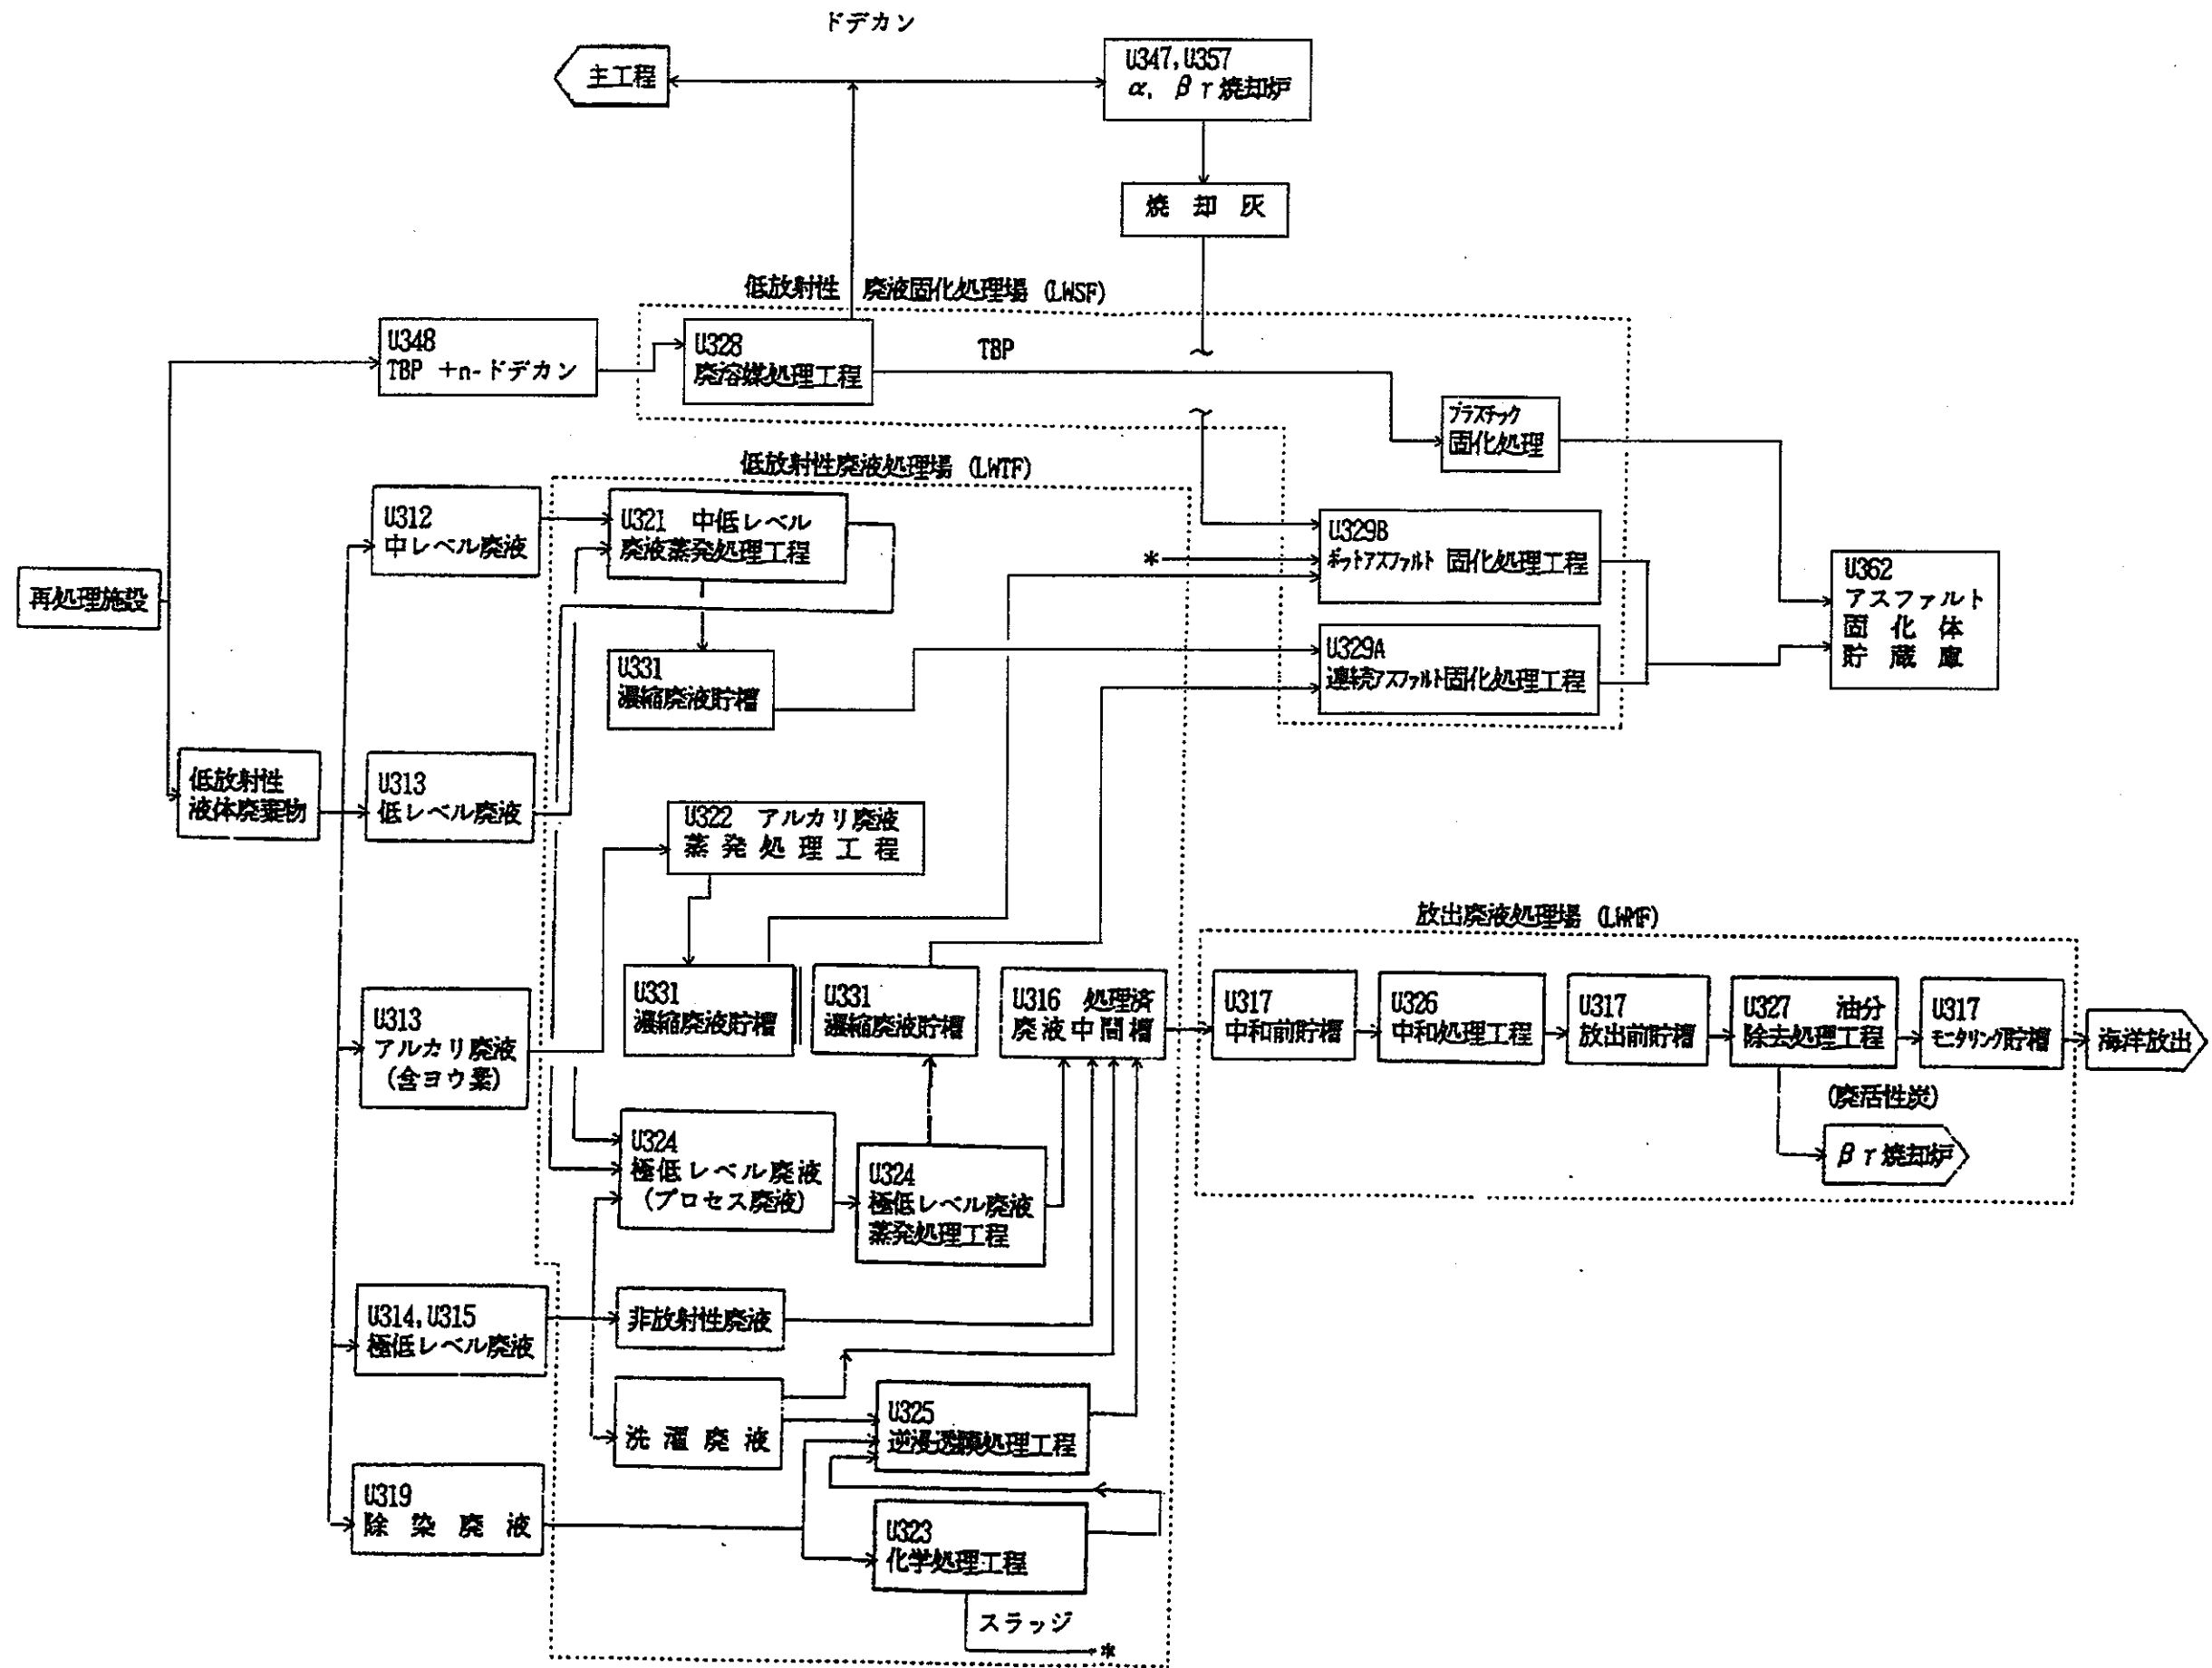 ドデカン
主工程
U347,U357
α, βγ焼却炉
焼 却 灰
低放射性 廃液固化処理場 (LWSF)
U348
TBP +n-ドデカン
U328
廃溶媒処理工程
TBP
プラスチック
固化処理
低放射性廃液処理場 (LWTF)
U312
中レベル廃液
U321 中低レベル
廃液蒸発処理工程
U329B
ポットアスファルト 固化処理工程
*
U362
アスファルト
固 化 体
貯 蔵 庫
再処理施設
U331
濃縮廃液貯槽
U329A
連続アスファルト固化処理工程
低放射性
液体廃棄物
U313
低レベル廃液
U322 アルカリ廃液
蒸 発 処 理 工 程
放出廃液処理場 (LWMF)
U313
アルカリ廃液
(含ヨウ素)
U331
濃縮廃液貯槽
U331
濃縮廃液貯槽
U316 処理済
廃 液 中 間 槽
U317
中和前貯槽
U326
中和処理工程
U317
放出前貯槽
U327 油分
除去処理工程
U317
モニタリング貯槽
海洋放出
(廃活性炭)
βγ焼却炉
U324
極低レベル廃液
(プロセス廃液)
U324
極低レベル廃液
蒸発処理工程
U314,U315
極低レベル廃液
非放射性廃液
洗 濯 廃 液
U325
逆浸透膜処理工程
U319
除 染 廃 液
U323
化学処理工程
スラッジ
*